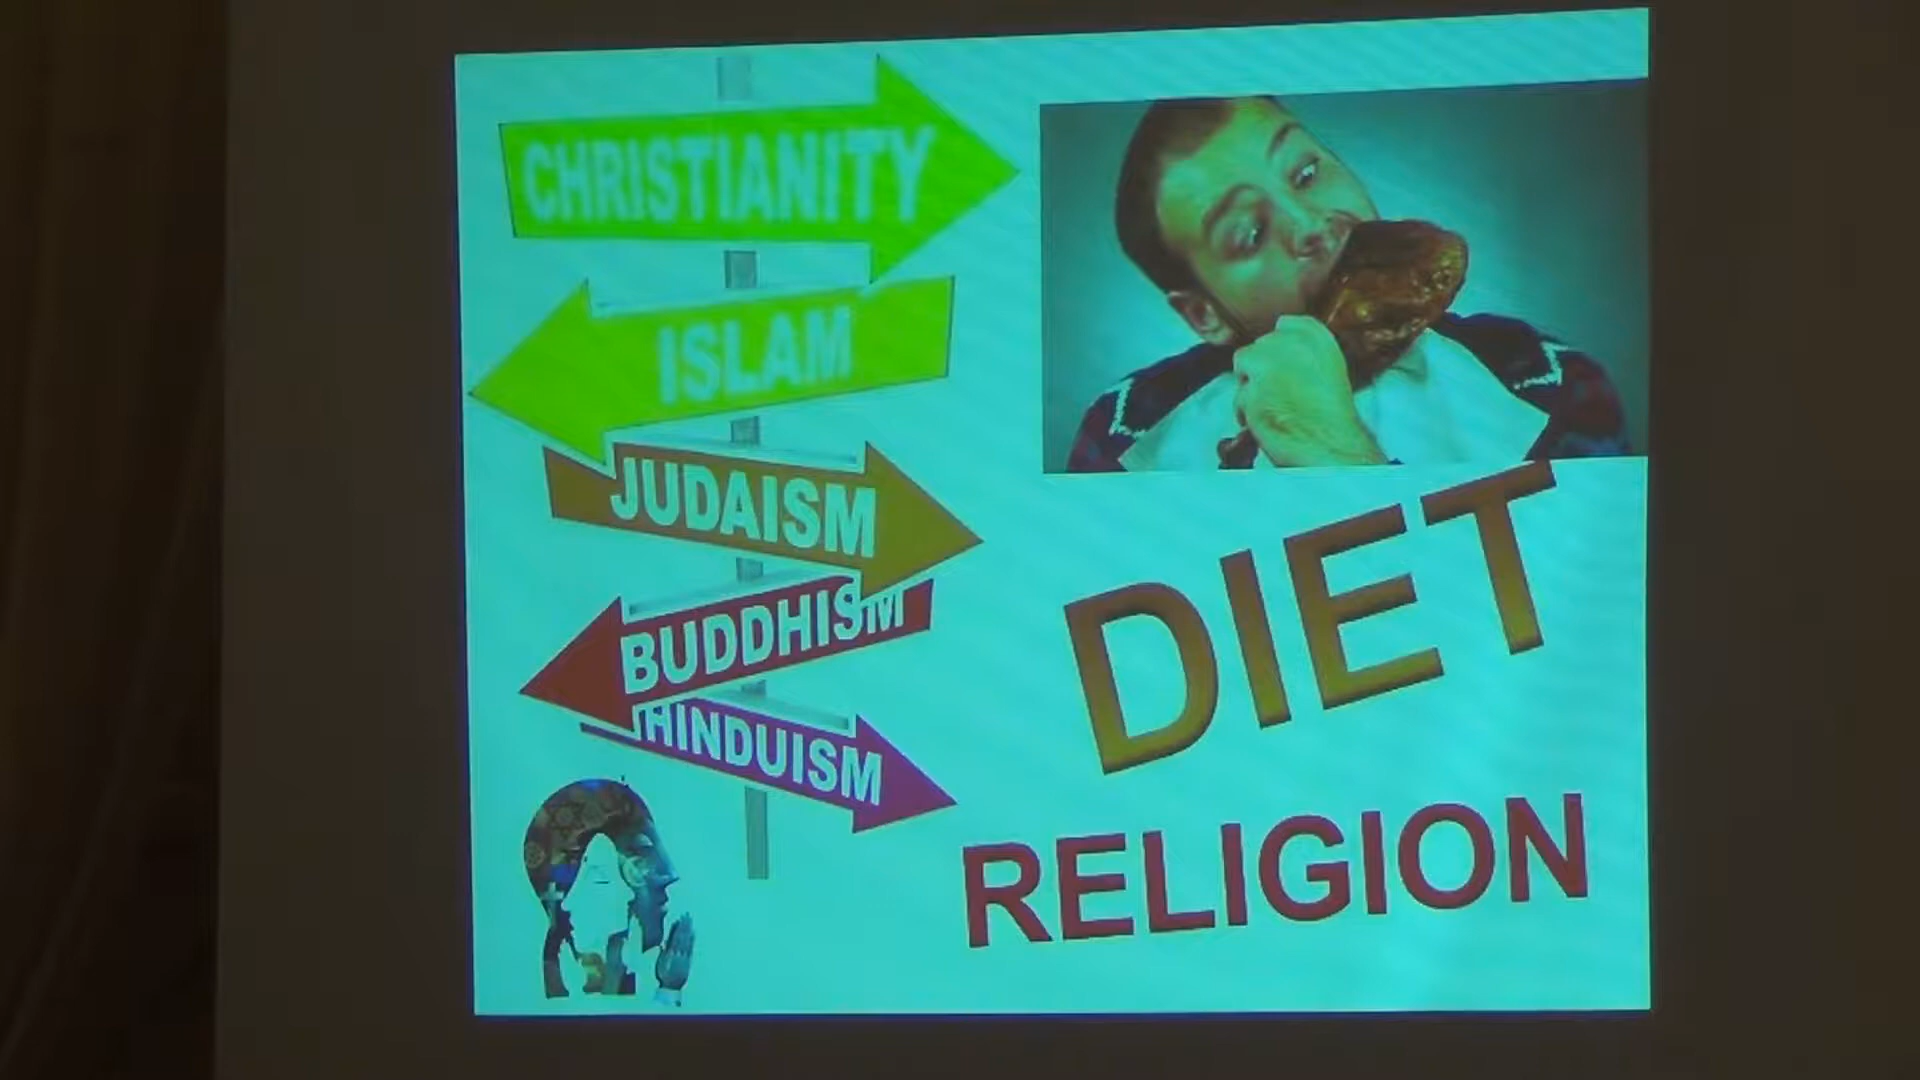 CHRISTIANITY
ISLAM
JUDAISM
BUDDHISM
HINDUISM
DIET
RELIGION